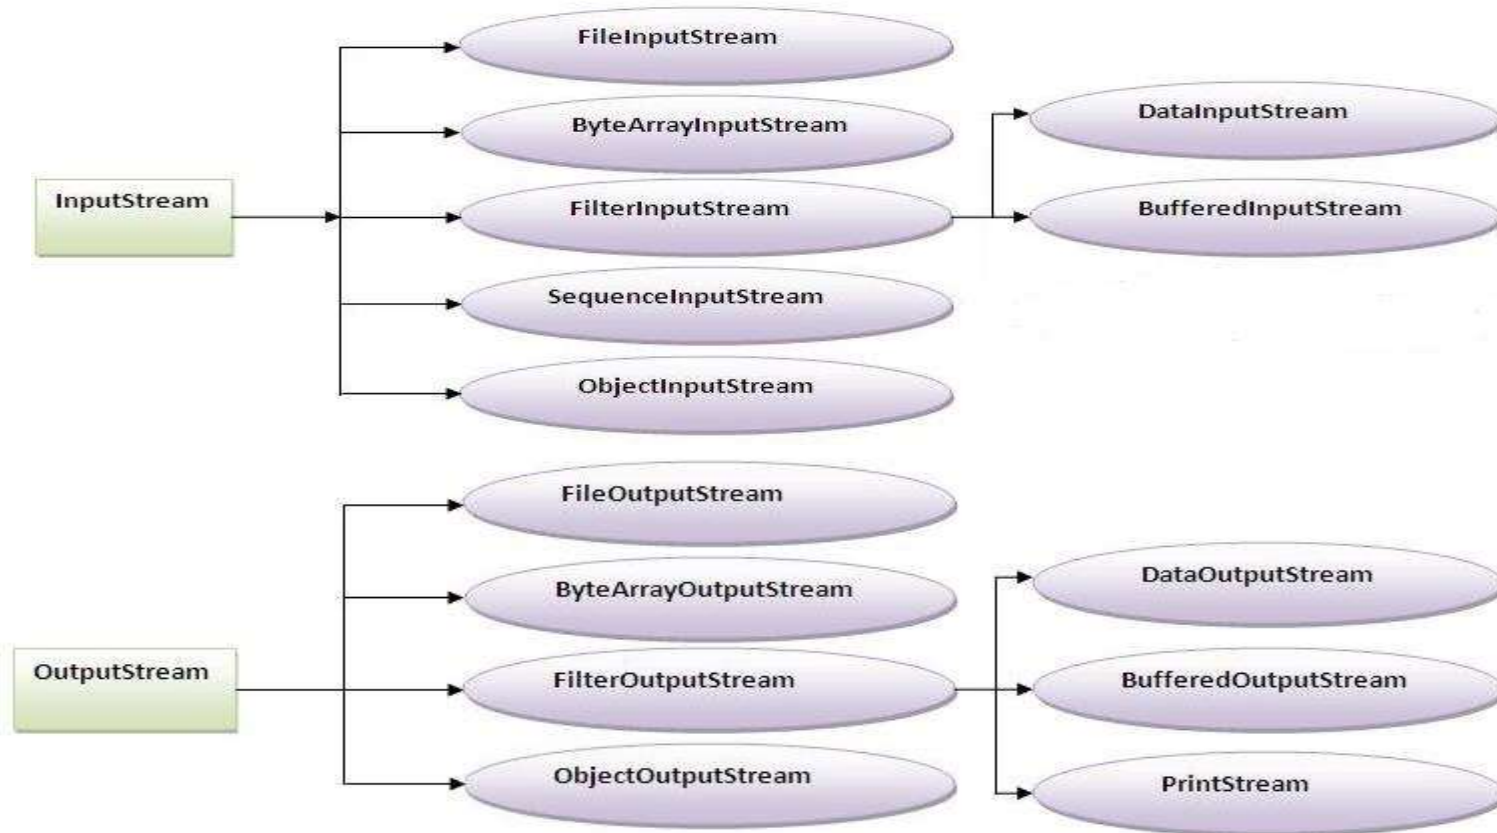 FileInputStream
ByteArrayInputStream
DataInputStream
InputStream
FilterInputStream
BufferedInputStream
SequenceInputStream
ObjectInputStream
FileOutputStream
ByteArrayOutputStream
DataOutputStream
OutputStream
FilterOutputStream
BufferedOutputStream
ObjectOutputStream
PrintStream